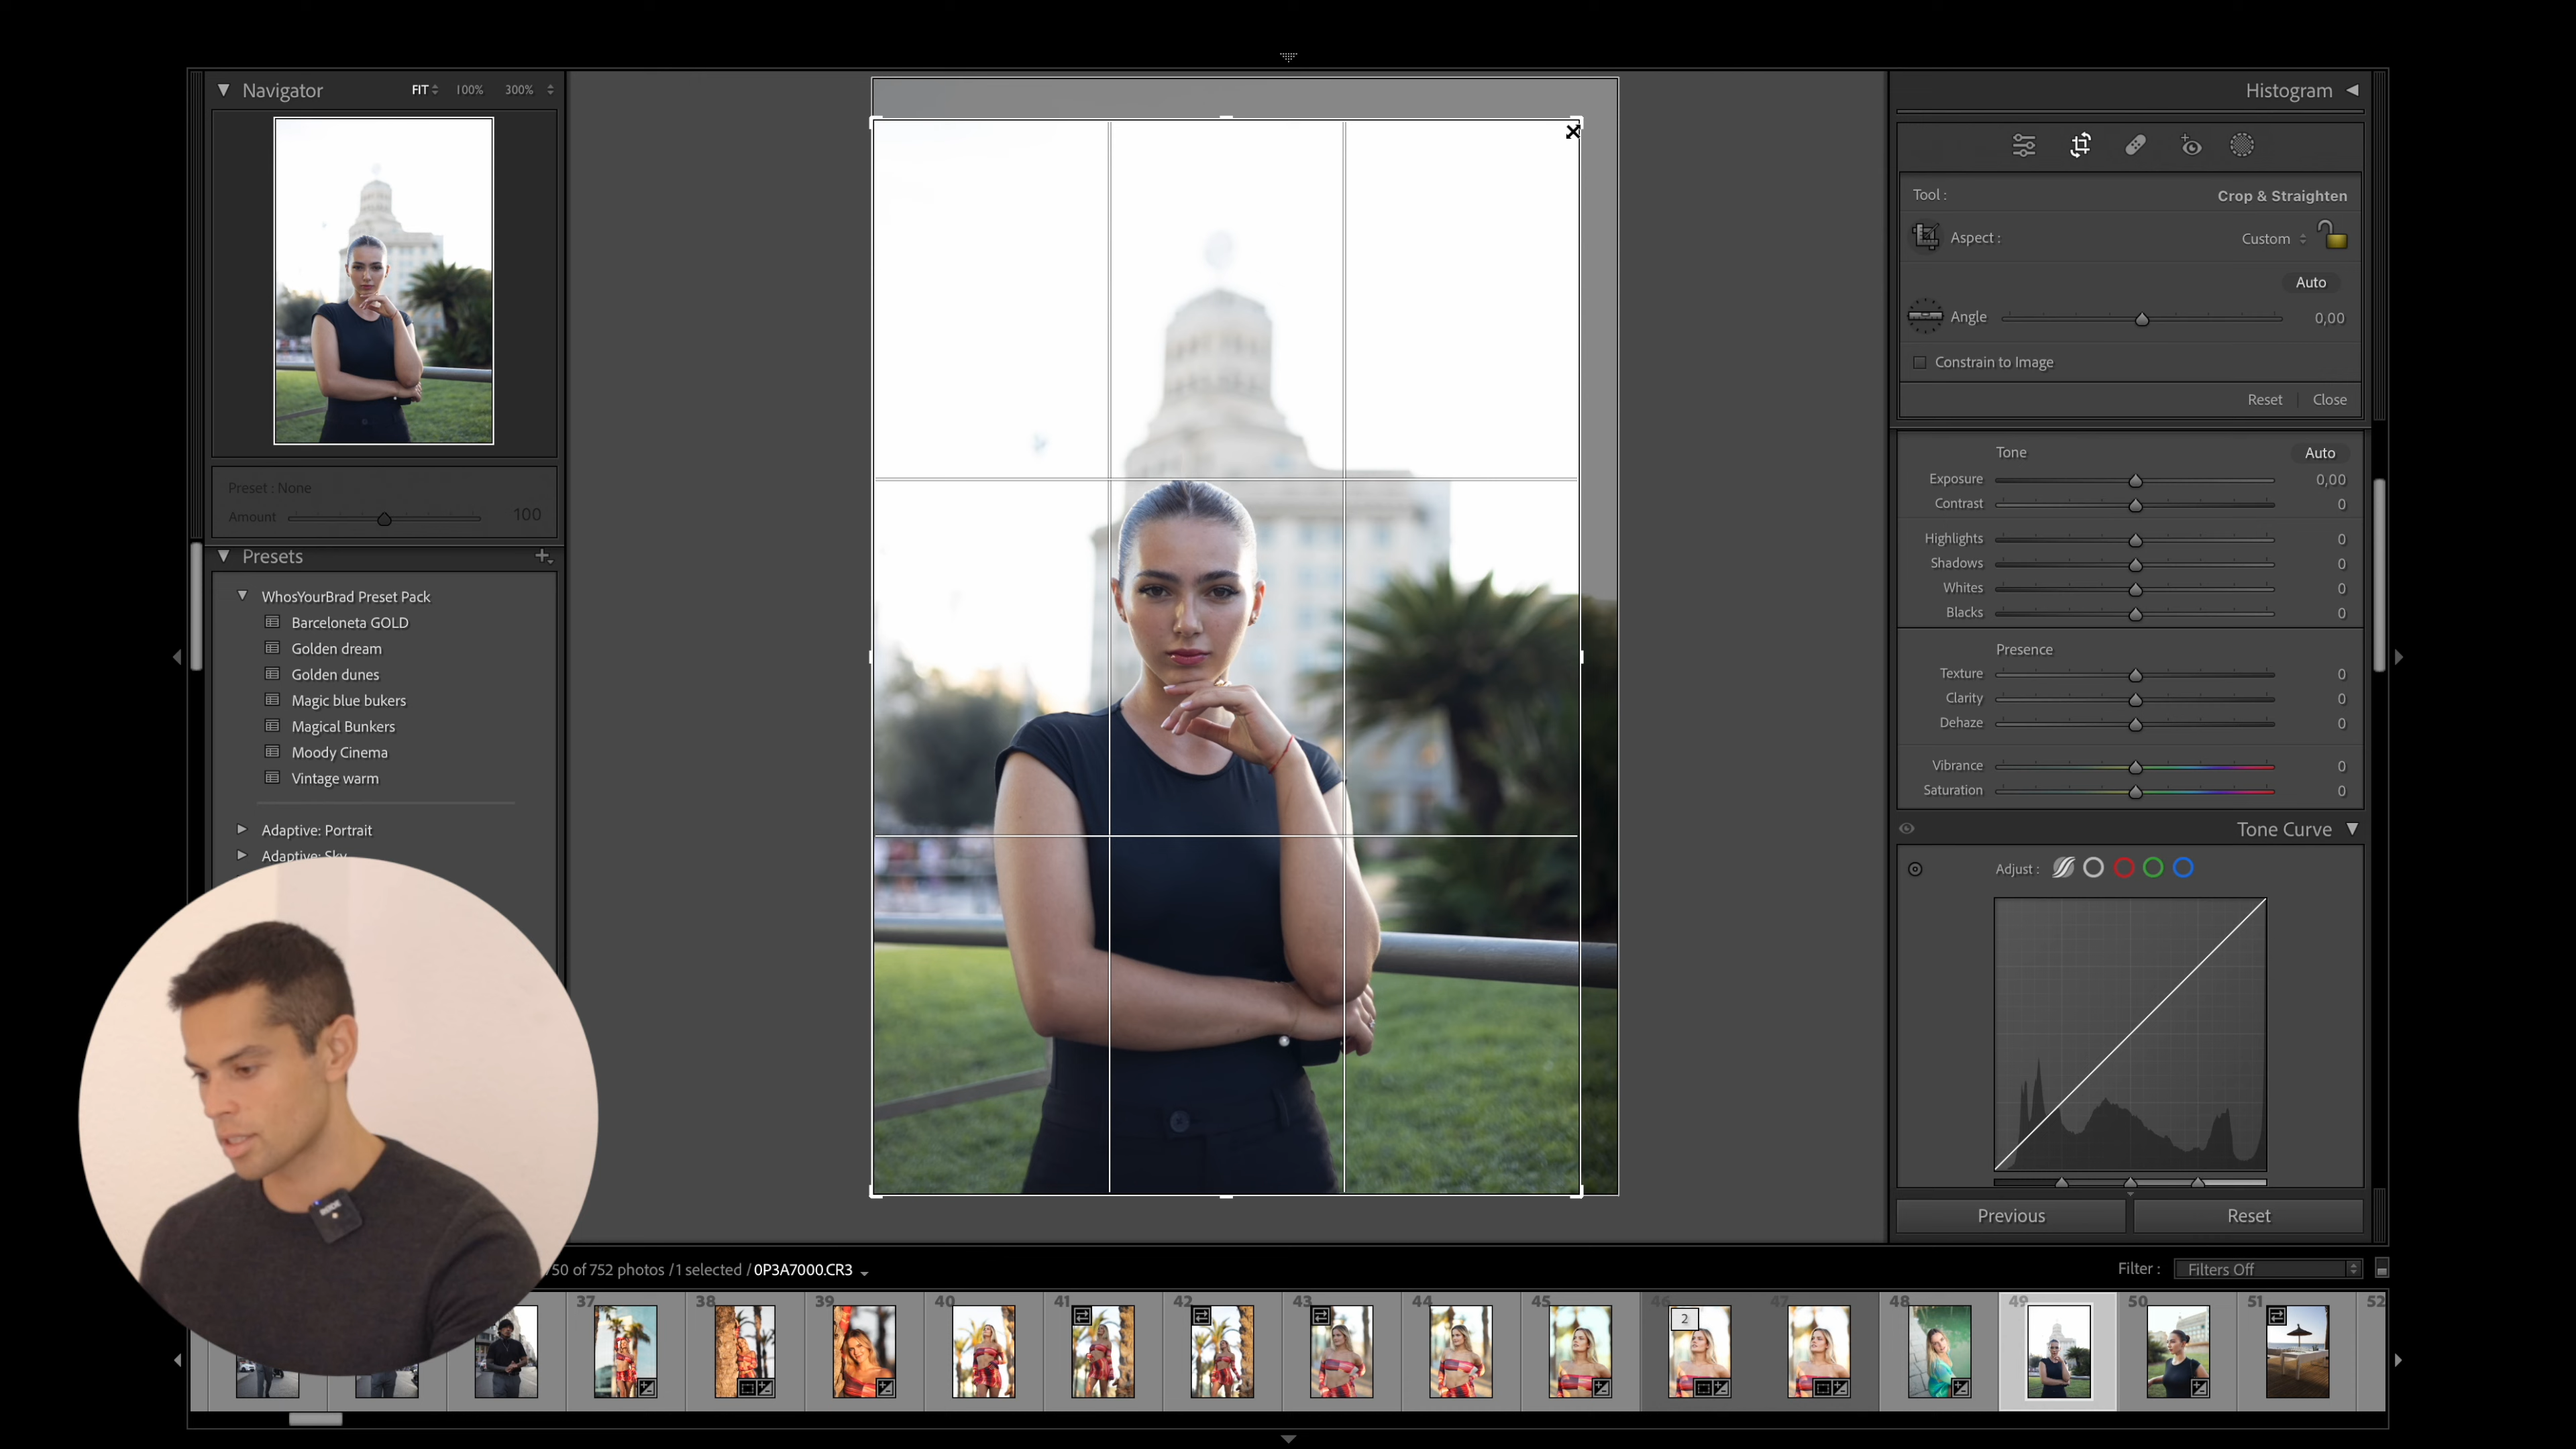 Navigator
FIT 100% 300%
Preset : None
Amount 100
Presets
WhosYourBrad Preset Pack
Barceloneta GOLD
Golden dream
Golden dunes
Magic blue bukers
Magical Bunkers
Moody Cinema
Vintage warm
Adaptive: Portrait
Adaptive: Sky
Histogram
Tool : Crop & Straighten
Aspect : Custom
Auto
Angle 0,00
Constrain to Image
Reset Close
Tone Auto
Exposure 0,00
Contrast 0
Highlights 0
Shadows 0
Whites 0
Blacks 0
Presence
Texture 0
Clarity 0
Dehaze 0
Vibrance 0
Saturation 0
Tone Curve
Adjust :
Previous Reset
50 of 752 photos / 1 selected / 0P3A7000.CR3
Filter : Filters Off
37 38 39 40 41 42 43 44 45 46 47 48 49 50 51 52
2